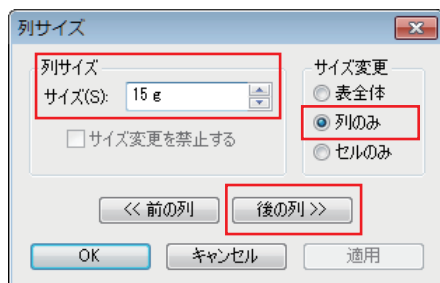 列サイズ
列サイズ
サイズ(S): 15 g
サイズ変更を禁止する
サイズ変更
表全体
列のみ
セルのみ
<< 前の列
後の列 >>
OK
キャンセル
適用